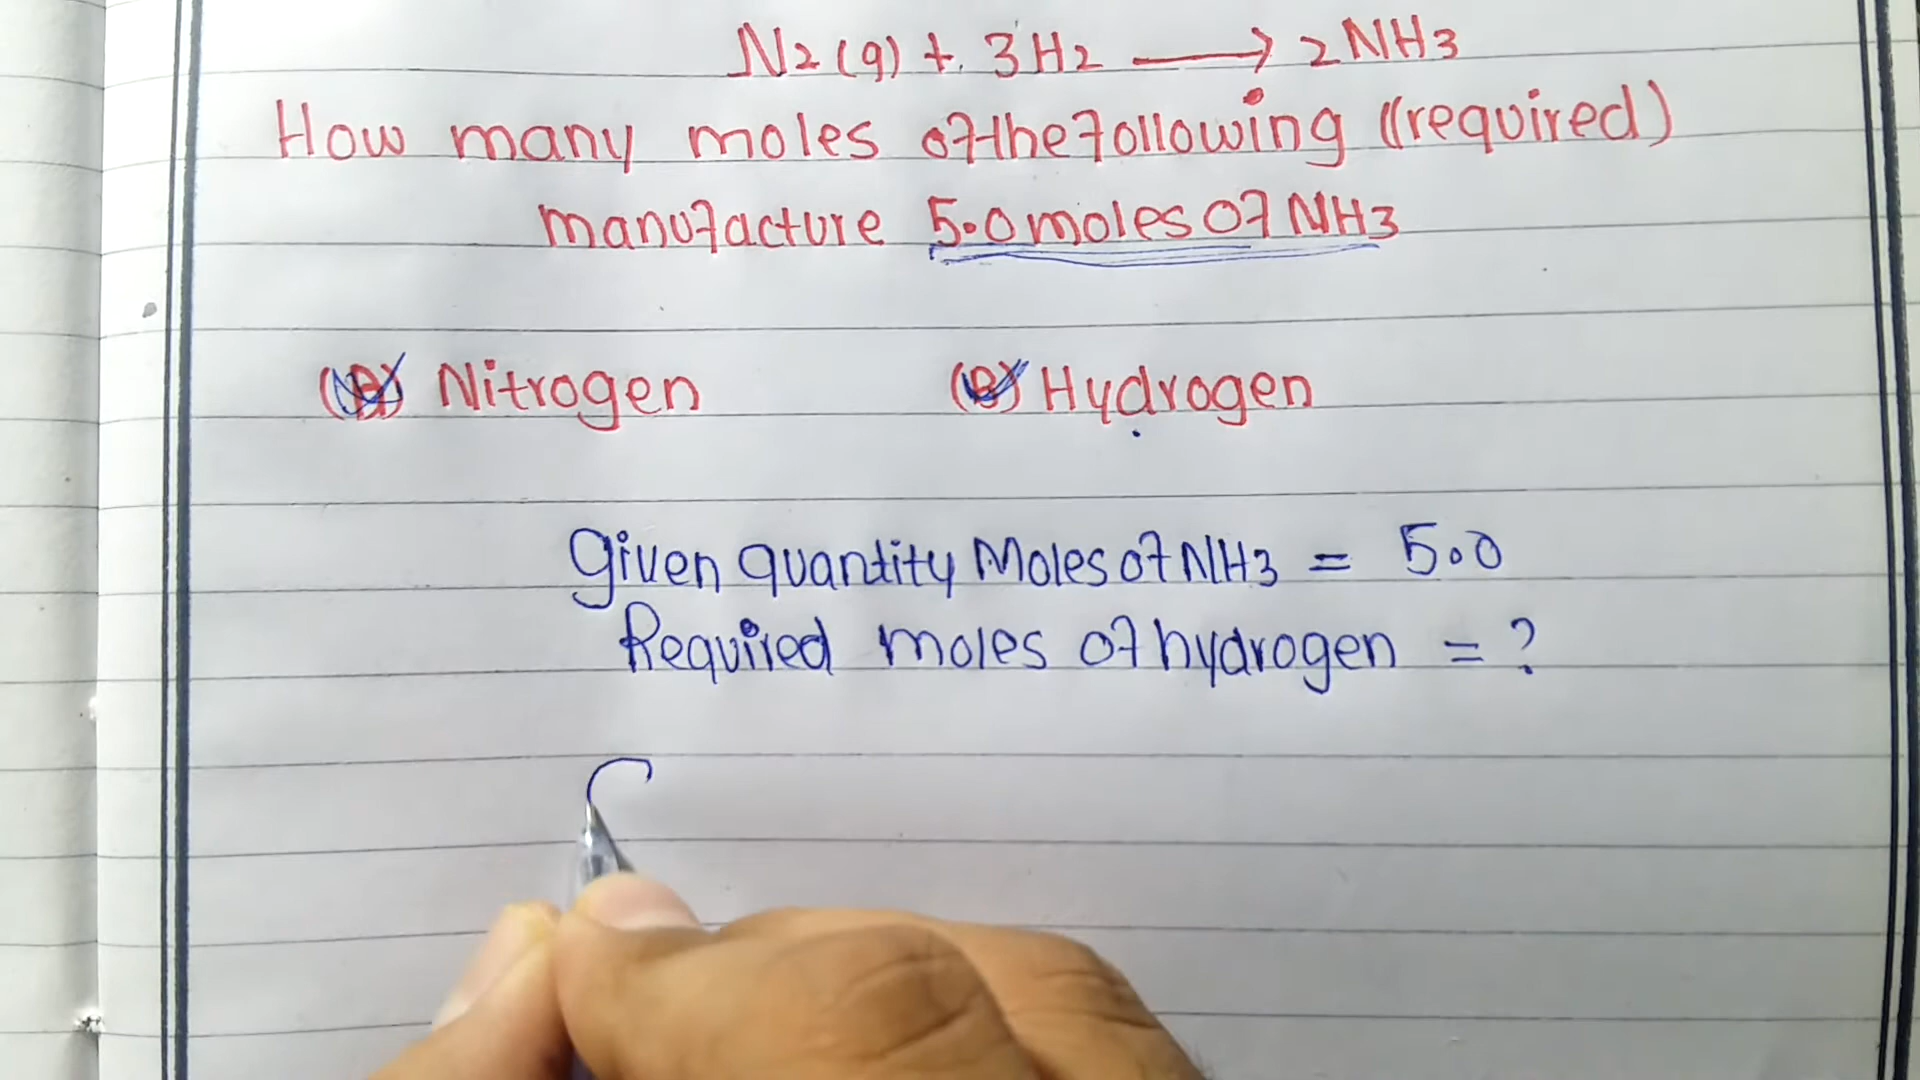 N2(g) + 3H2 → 2NH3
How many moles of the following ((required)
manufacture 5.0 moles of NH3
Nitrogen (B) Hydrogen
Given quantity Moles of NH3 = 5.0
Required moles of hydrogen = ?